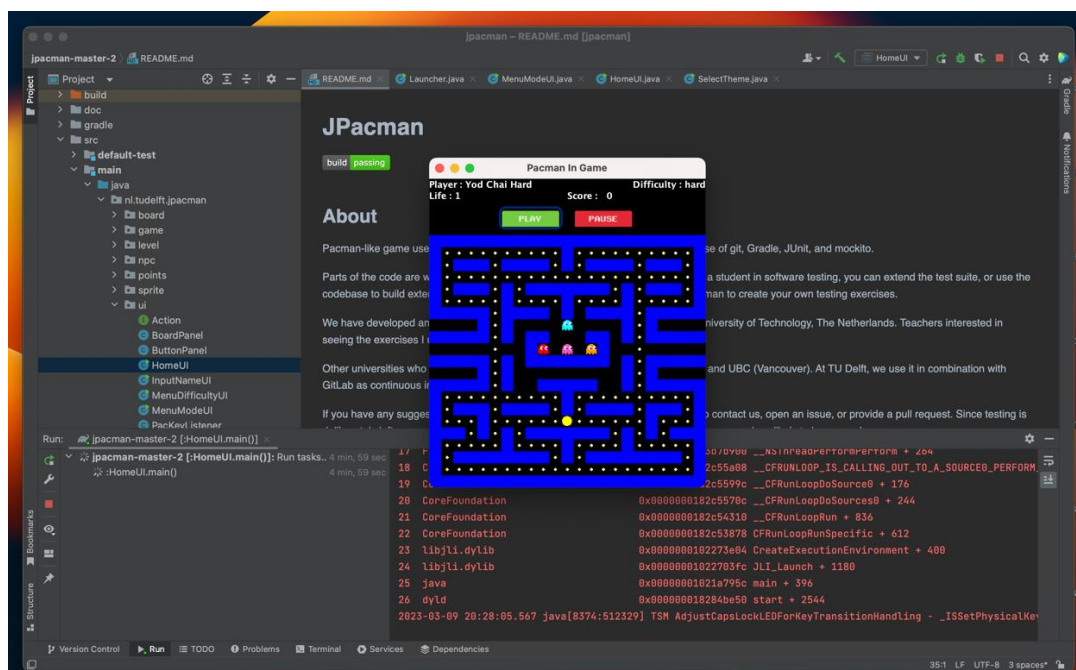 jpacman – README.md [jpacman]
jpacman-master-2 README.md
HomeUI
Project
README.md
Launcher.java
MenuModeUI.java
HomeUI.java
SelectTheme.java
Project
Gradle
Notifications
build
doc
gradle
src
default-test
main
java
nl.tudelft.jpacman
board
game
level
npc
points
sprite
ui
Action
BoardPanel
ButtonPanel
HomeUI
InputNameUI
MenuDifficultyUI
MenuModeUI
PacKeyListener
JPacman
build passing
About
Pacman-like game use
se of git, Gradle, JUnit, and mockito.
Parts of the code are w
a student in software testing, you can extend the test suite, or use the
codebase to build exte
man to create your own testing exercises.
We have developed an
niversity of Technology, The Netherlands. Teachers interested in
seeing the exercises I
Other universities who
and UBC (Vancouver). At TU Delft, we use it in combination with
GitLab as continuous i
If you have any sugges
o contact us, open an issue, or provide a pull request. Since testing is
Pacman In Game
Player : Yod Chai Hard
Difficulty : hard
Life : 1
Score : 0
PLAY
PAUSE
Run: jpacman-master-2 [:HomeUI.main()]
jpacman-master-2 [:HomeUI.main()]: Run tasks.. 4 min, 59 sec
:HomeUI.main() 4 min, 59 sec
17 __NSThreadPerformPerform + 264
18 C 2c55a08 __CFRUNLOOP_IS_CALLING_OUT_TO_A_SOURCE0_PERFORM_
19 2c5599c __CFRunLoopDoSource0 + 176
20 CoreFoundation 0x0000000182c5570c __CFRunLoopDoSources0 + 244
21 CoreFoundation 0x0000000182c54310 __CFRunLoopRun + 836
22 CoreFoundation 0x0000000182c53878 CFRunLoopRunSpecific + 612
23 libjli.dylib 0x0000000102273e04 CreateExecutionEnvironment + 400
24 libjli.dylib 0x00000001022703fc JLI_Launch + 1180
25 java 0x00000001021a795c main + 396
26 dyld 0x000000018284be50 start + 2544
2023-03-09 20:28:05.567 java[8374:512329] TSM AdjustCapsLockLEDForKeyTransitionHandling - _ISSetPhysicalKey
Bookmarks
Structure
Version Control
Run
TODO
Problems
Terminal
Services
Dependencies
35:1 LF UTF-8 3 spaces*